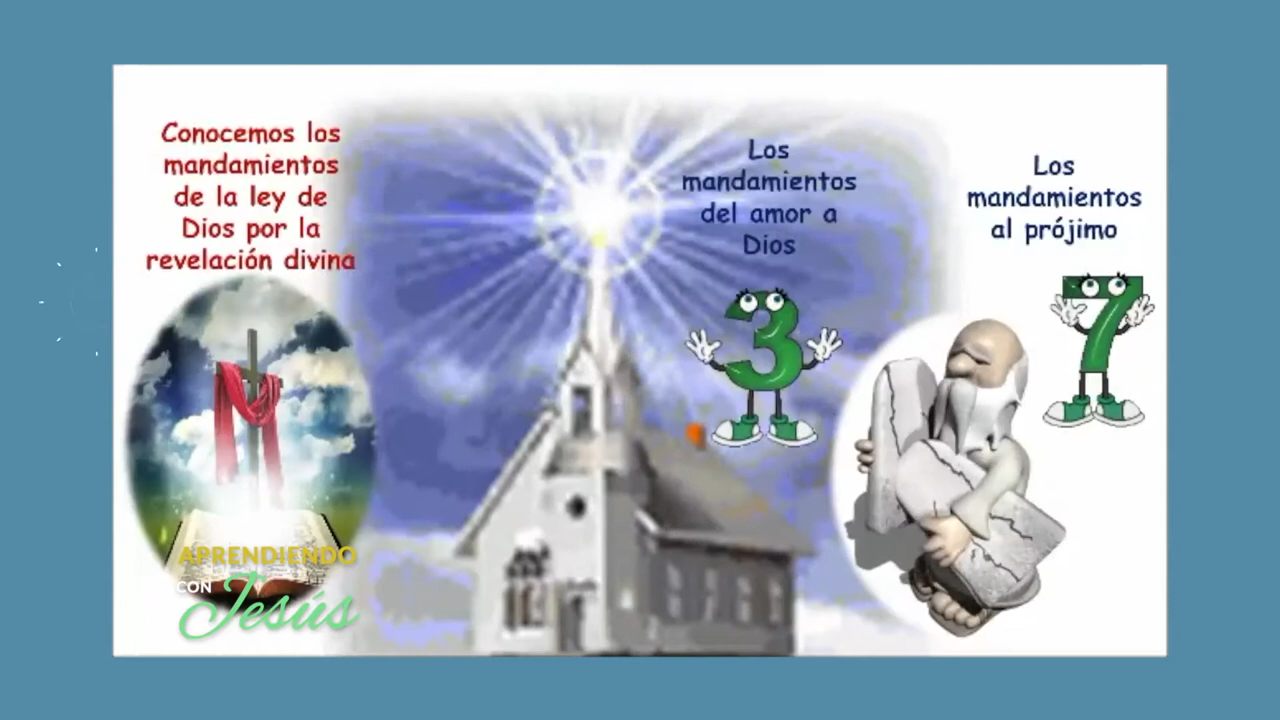 Conocemos los
mandamientos
de la ley de
Dios por la
revelación divina
Los
mandamientos
del amor a
Dios
3
Los
mandamientos
al prójimo
7
APRENDIENDO
CON
Jesús